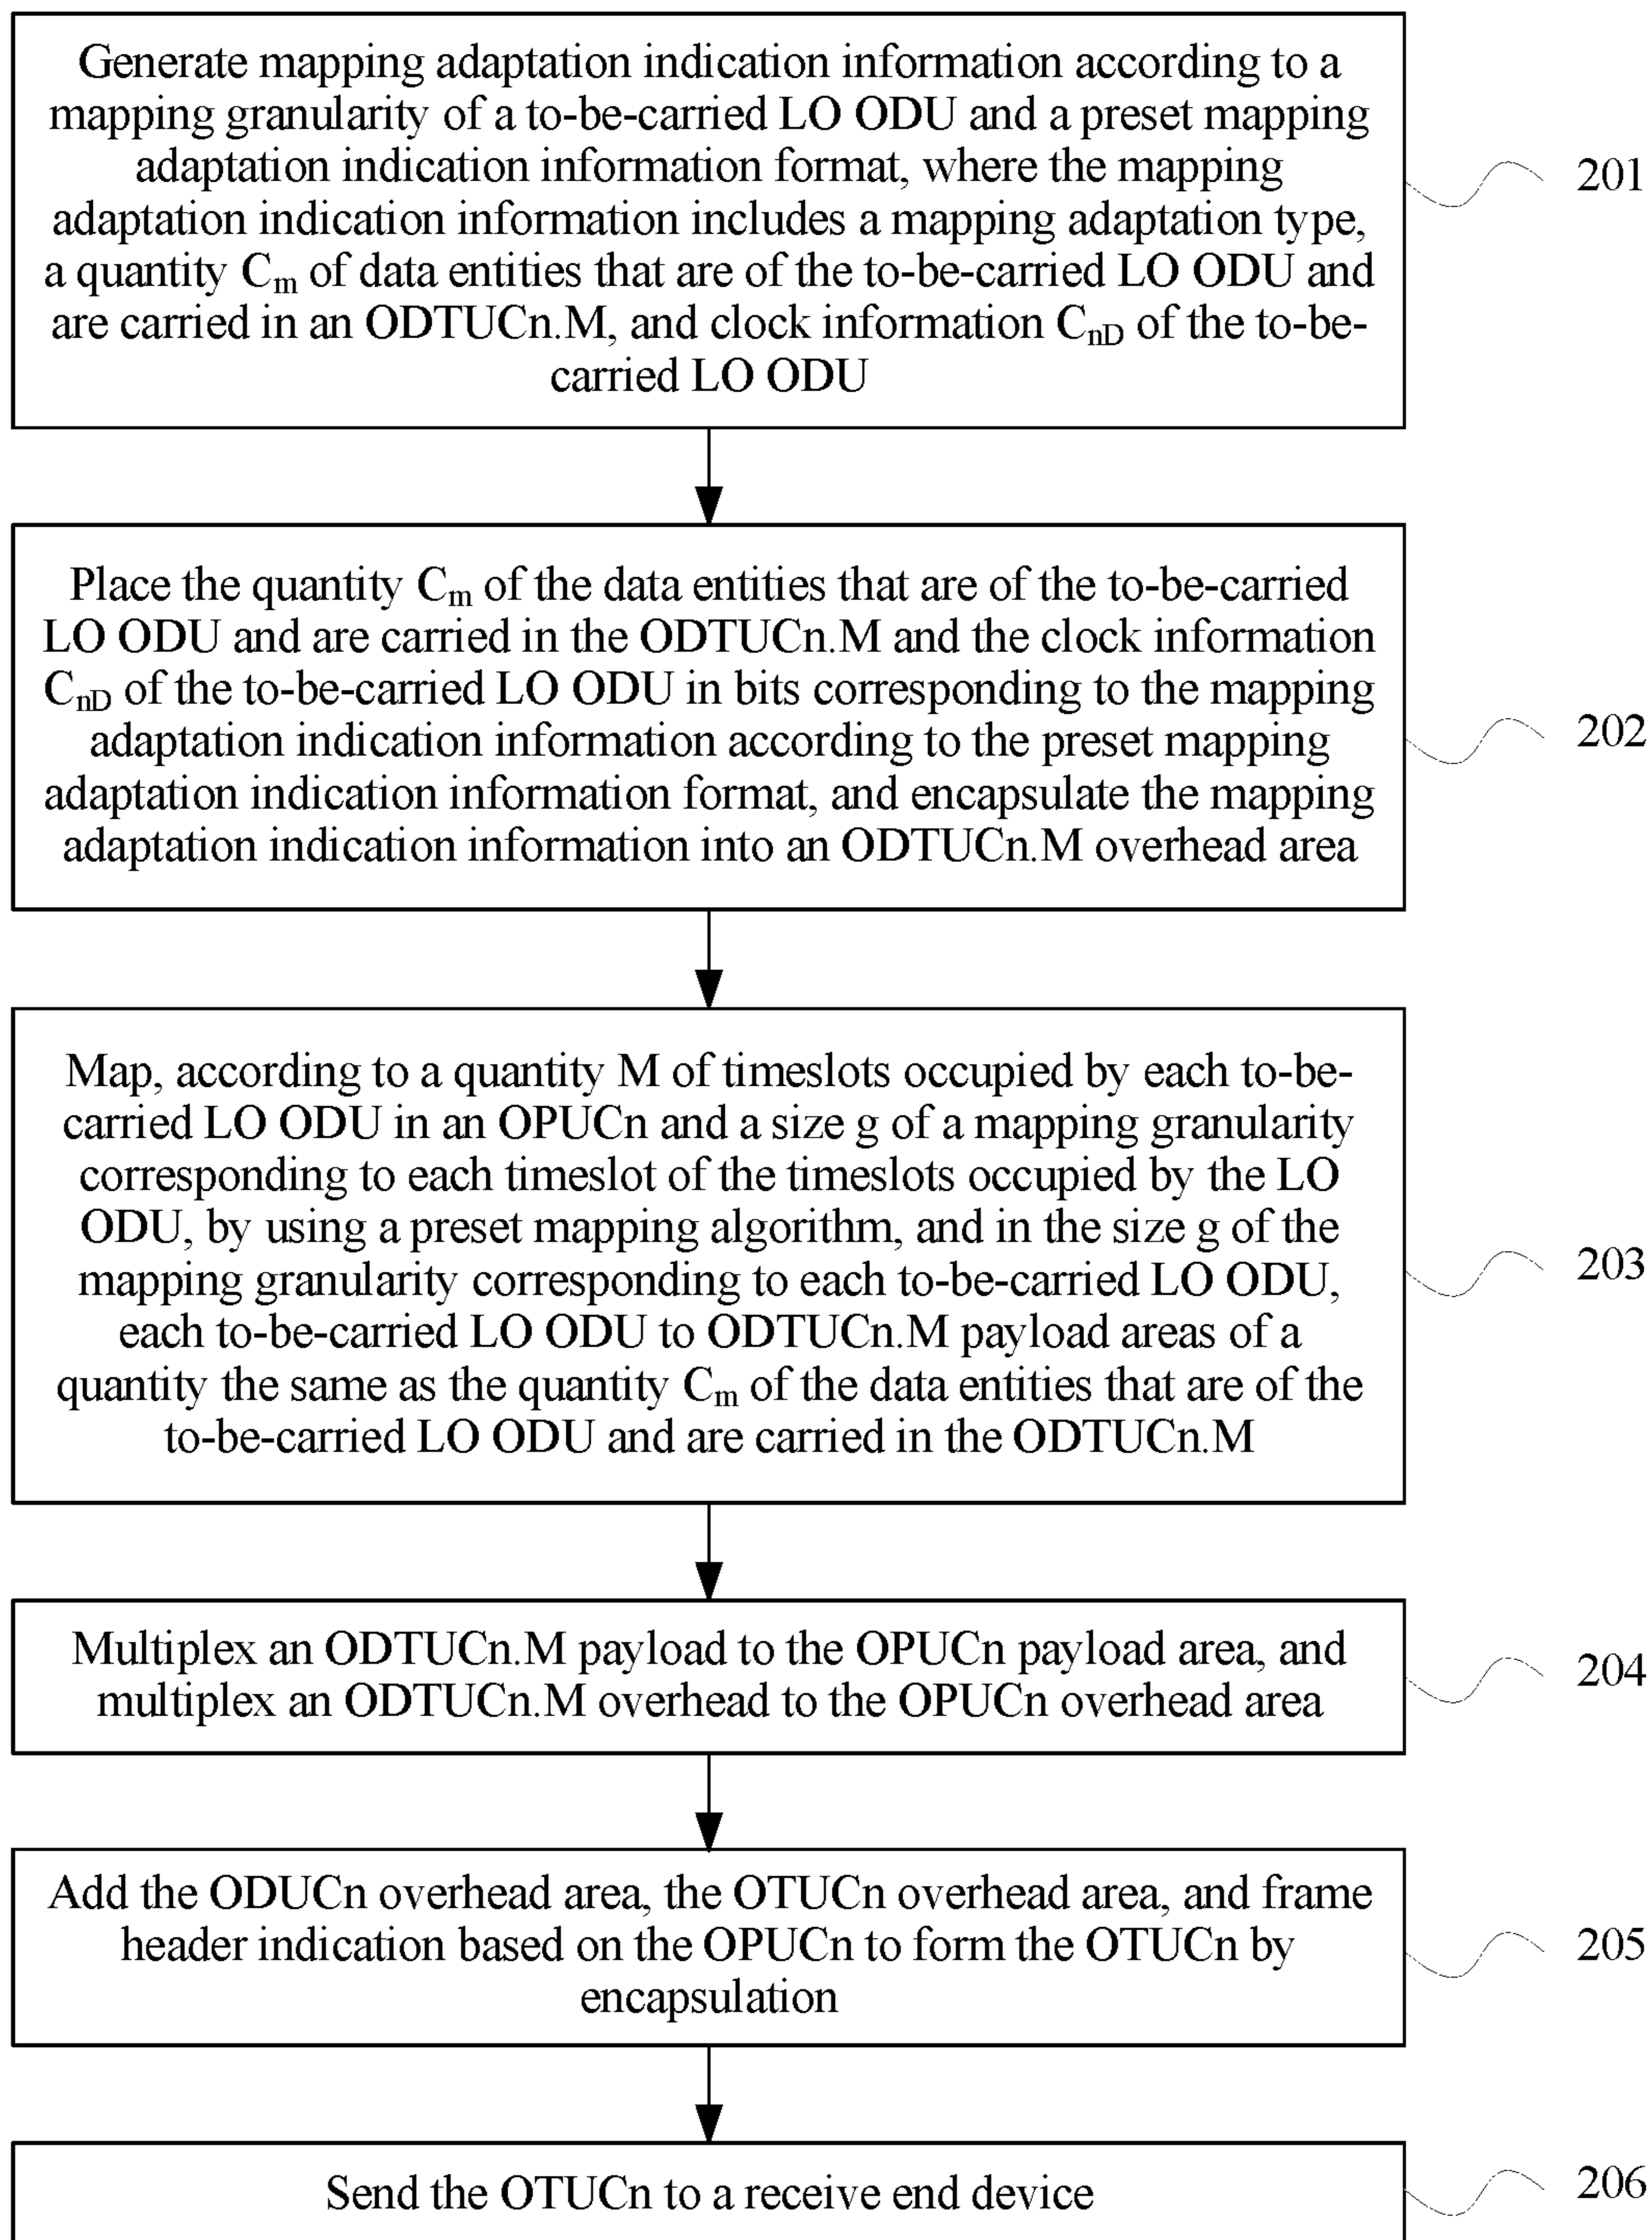 Generate mapping adaptation indication information according to a
mapping granularity of a to-be-carried LO ODU and a preset mapping
adaptation indication information format, where the mapping
adaptation indication information includes a mapping adaptation type,
a quantity Cm of data entities that are of the to-be-carried LO ODU and
are carried in an ODTUCn.M, and clock information CnD of the to-be-
carried LO ODU
201
Place the quantity Cm of the data entities that are of the to-be-carried
LO ODU and are carried in the ODTUCn.M and the clock information
CnD of the to-be-carried LO ODU in bits corresponding to the mapping
adaptation indication information according to the preset mapping
adaptation indication information format, and encapsulate the mapping
adaptation indication information into an ODTUCn.M overhead area
202
Map, according to a quantity M of timeslots occupied by each to-be-
carried LO ODU in an OPUCn and a size g of a mapping granularity
corresponding to each timeslot of the timeslots occupied by the LO
ODU, by using a preset mapping algorithm, and in the size g of the
mapping granularity corresponding to each to-be-carried LO ODU,
each to-be-carried LO ODU to ODTUCn.M payload areas of a
quantity the same as the quantity Cm of the data entities that are of the
to-be-carried LO ODU and are carried in the ODTUCn.M
203
Multiplex an ODTUCn.M payload to the OPUCn payload area, and
multiplex an ODTUCn.M overhead to the OPUCn overhead area
204
Add the ODUCn overhead area, the OTUCn overhead area, and frame
header indication based on the OPUCn to form the OTUCn by
encapsulation
205
Send the OTUCn to a receive end device
206